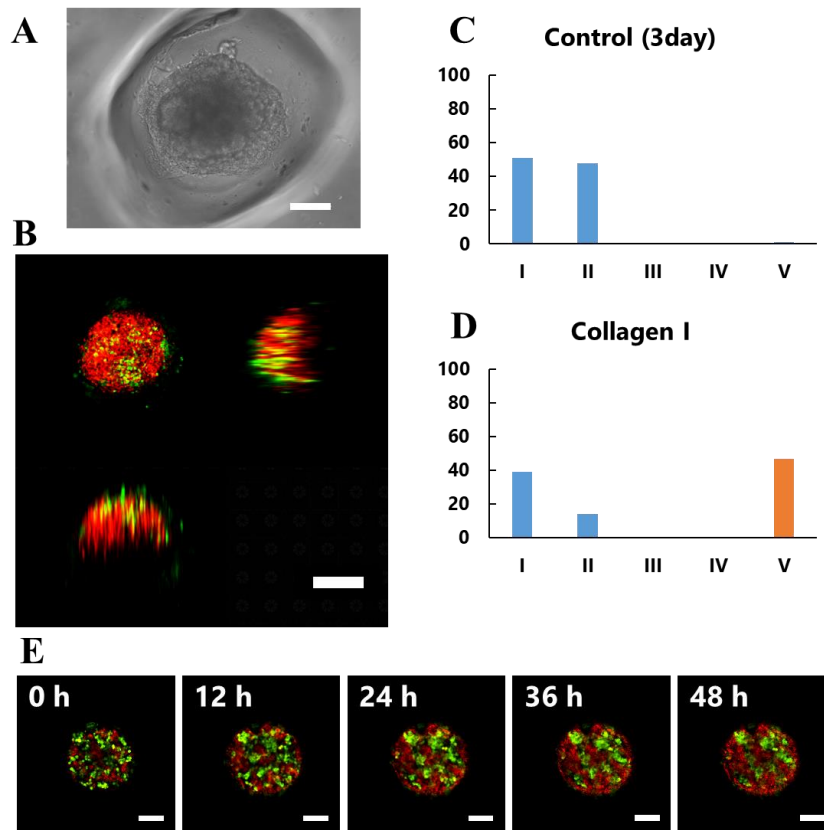 A
B
C
Control (3day)
100
80
60
40
20
0
I II III IV V
D
Collagen I
100
80
60
40
20
0
I II III IV V
E
0 h 12 h 24 h 36 h 48 h